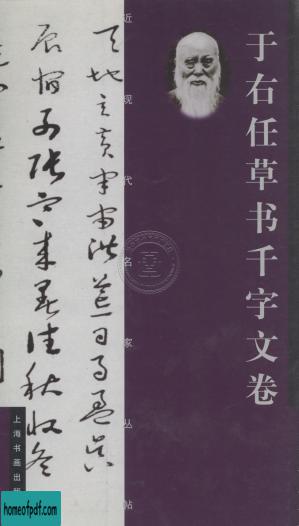 于右任草书千字文卷
近现代名家丛帖
天地玄黄宇宙洪荒日月盈昃
辰宿列张寒来暑往秋收冬
上海书画出版
homeofpdf.com